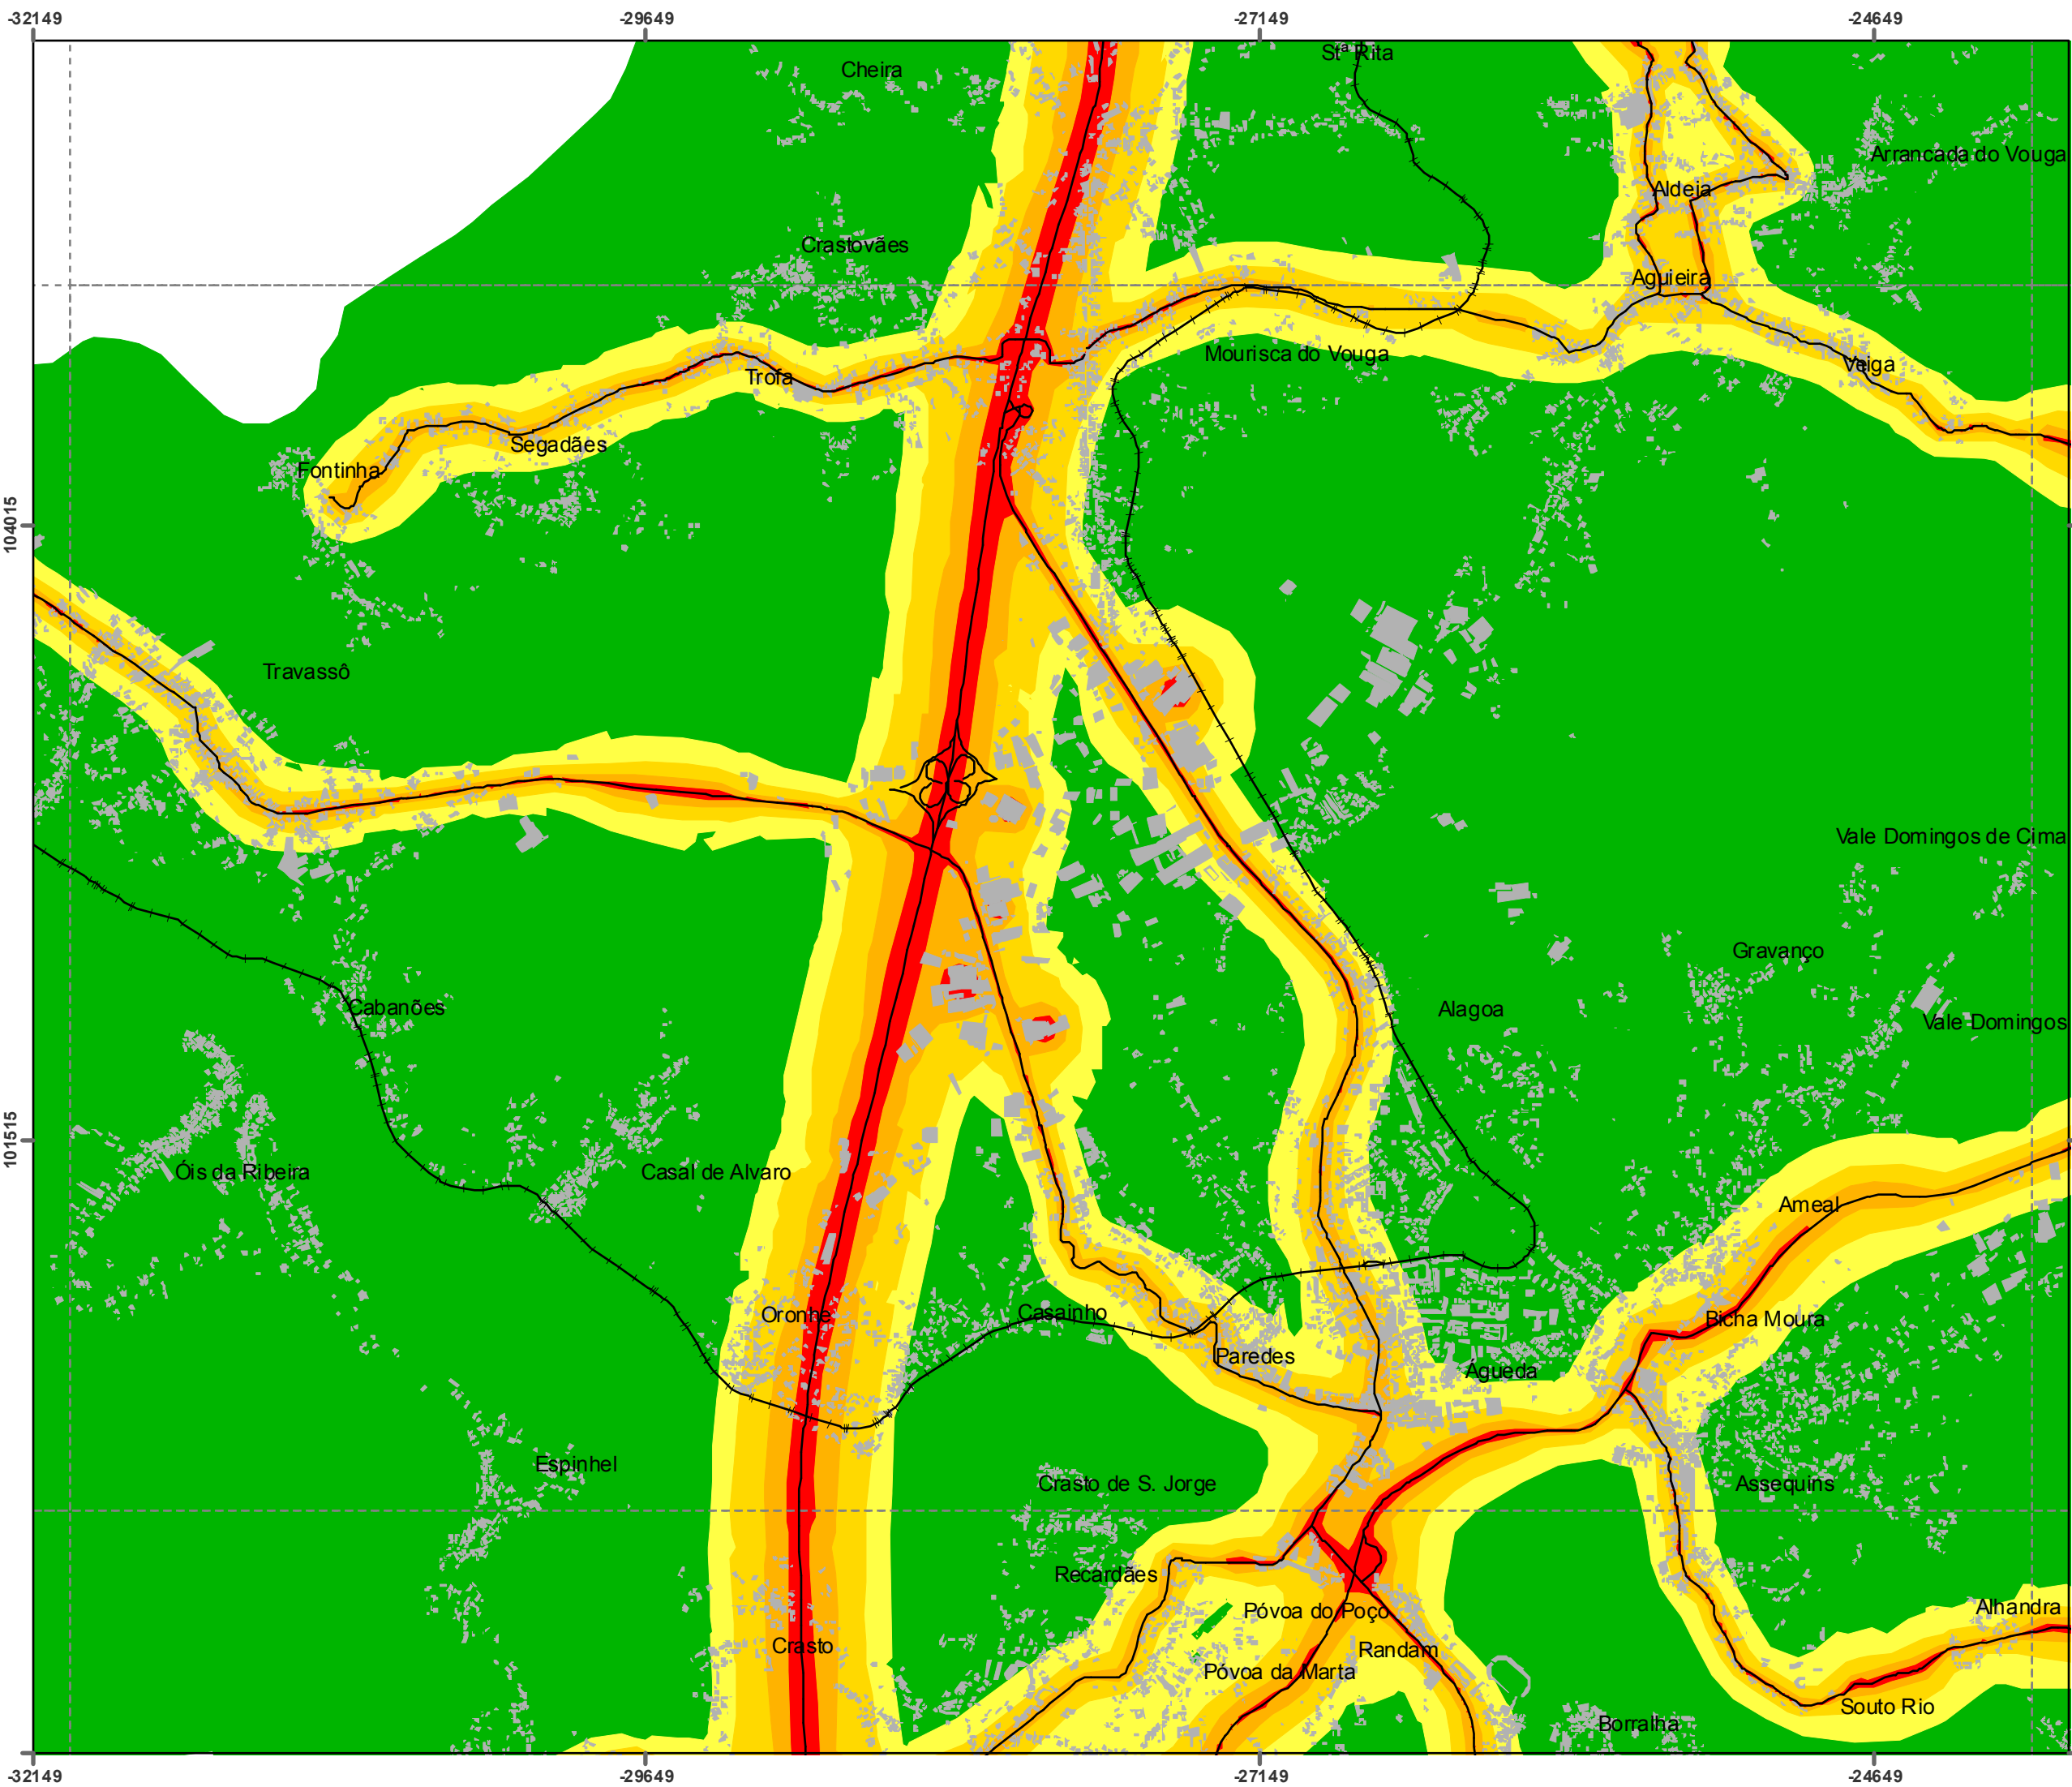 -32149 -29649 -27149 -24649
Stª Rita
Cheira
Arrancada do Vouga
Aldeia
Crastovães
Aguieira
Mourisca do Vouga
Veiga
Trofa
Segadães
Fontinha
104015
Travassô
Vale Domingos de Cima
Gravanço
Cabanões
Alagoa
Vale Domingos
101515
Óis da Ribeira
Casal de Alvaro
Ameal
Oronhe
Casainho
Bicha Moura
Paredes
Águeda
Espinhel
Crasto de S. Jorge
Assequins
Recardães
Póvoa do Poço
Alhandra
Crasto
Randam
Póvoa da Marta
Souto Rio
Borralha
-32149 -29649 -27149 -24649